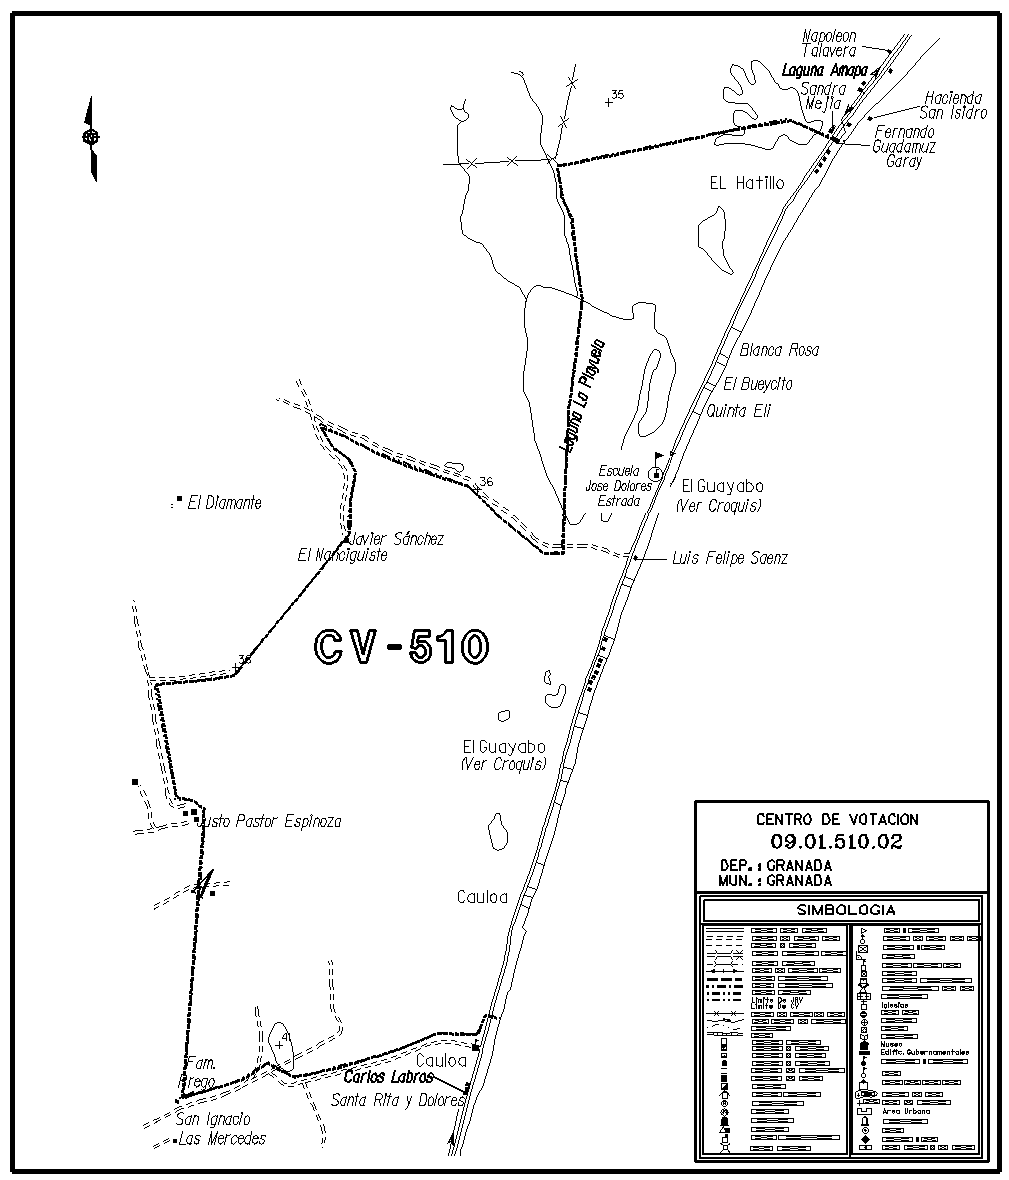 Napoleon
Talavera
Laguna Amapa
Sandra
Mejia
35
Hacienda
San Isidro
Fernando
Guadamuz
Garay
EL Hatillo
Blanca Rosa
El Bueycito
Quinta Eli
Laguna La Playuela
Escuela
Jose Dolores
Estrada
36
El Guayabo
(Ver Croquis)
El Diamante
Javier Sánchez
El Nanciguiste
Luis Felipe Saenz
CV-510
36
El Guayabo
(Ver Croquis)
Justo Pastor Espinoza
Cauloa
CENTRO DE VOTACION
09.01.510.02
DEP.: GRANADA
MUN.: GRANADA
SIMBOLOGIA
Limite De JRV
Limite De CV
Iglesias
Museo
Edific. Gubernamentales
Area Urbana
Cauloa
Fam.
Carlos Labros
Santa Rita y Dolores
San Ignacio
Las Mercedes